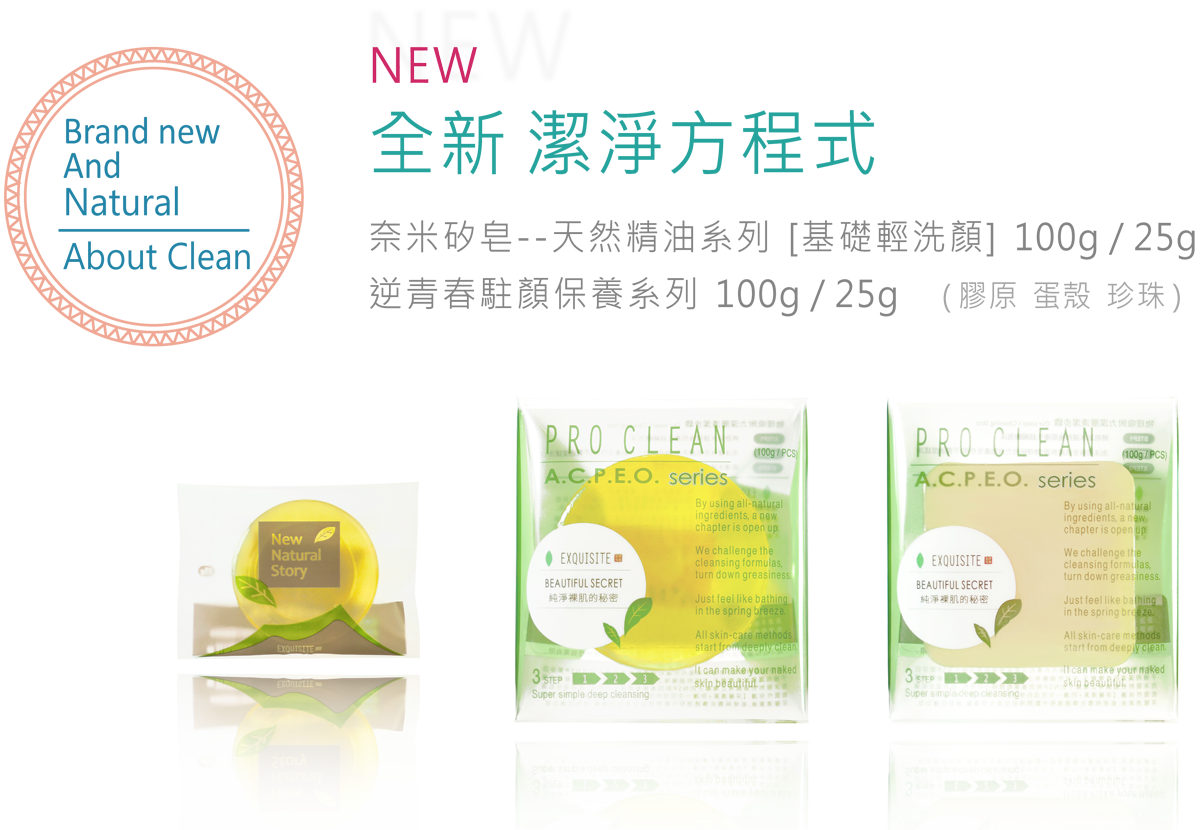 NEW
NEW
全新 潔淨方程式
奈米矽皂--天然精油系列 [基礎輕洗顏] 100g / 25g
逆青春駐顏保養系列 100g / 25g (膠原 蛋殼 珍珠)
Brand new
And
Natural
About Clean
New
Natural
Story
EXQUISITE
PRO CLEAN
(100g / PCS)
A.C.P.E.O. series
By using all-natural
ingredients, a new
chapter is open up.
We challenge the
cleansing formulas,
turn down greasiness.
Just feel like bathing
in the spring breeze.
All skin-care methods
start from deeply clean.
It can make your naked
skin beautiful.
EXQUISITE
BEAUTIFUL SECRET
純淨裸肌的秘密
3 STEP 1 2 3
Super simple deep cleansing
PRO CLEAN
(100g / PCS)
A.C.P.E.O. series
By using all-natural
ingredients, a new
chapter is open up.
We challenge the
cleansing formulas,
turn down greasiness.
Just feel like bathing
in the spring breeze.
All skin-care methods
start from deeply clean.
It can make your naked
skin beautiful.
EXQUISITE
BEAUTIFUL SECRET
純淨裸肌的秘密
3 STEP 1 2 3
Super simple deep cleansing